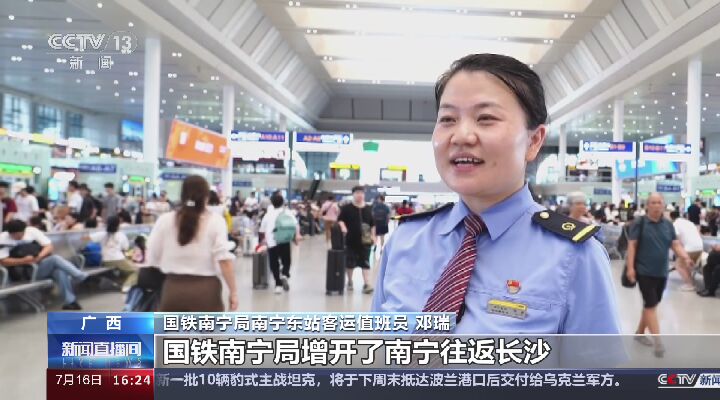 CCTV 13
新闻
广西
国铁南宁局南宁东站客运值班员 邓瑞
新闻直播间
国铁南宁局增开了南宁往返长沙
7月16日 16:24
新一批10辆豹式主战坦克，将于下周末抵达波兰港口后交付给乌克兰军方。
CCTV 新闻